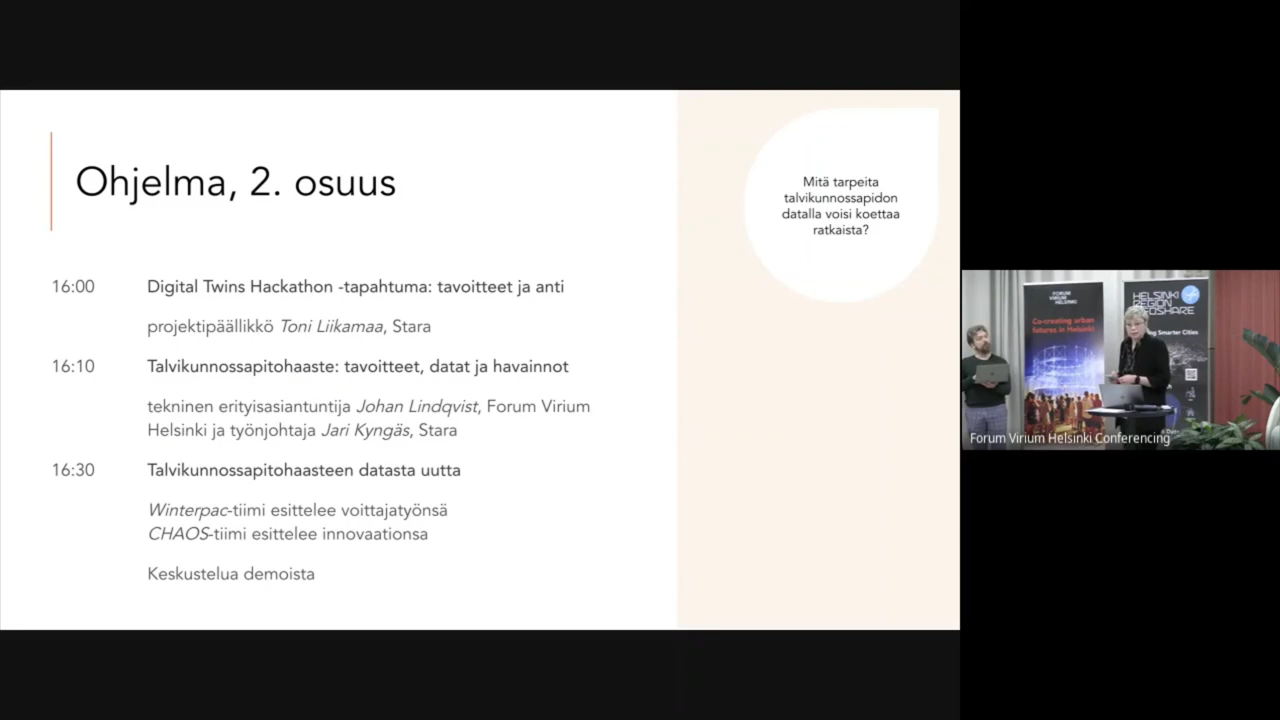 Ohjelma, 2. osuus
Mitä tarpeita
talvikunnossapidon
datalla voisi koettaa
ratkaista?
16:00 Digital Twins Hackathon -tapahtuma: tavoitteet ja anti
projektipäällikkö Toni Liikamaa, Stara
16:10 Talvikunnossapitohaaste: tavoitteet, datat ja havainnot
tekninen erityisasiantuntija Johan Lindqvist, Forum Virium
Helsinki ja työnjohtaja Jari Kyngäs, Stara
16:30 Talvikunnossapitohaasteen datasta uutta
Winterpac-tiimi esittelee voittajatyönsä
CHAOS-tiimi esittelee innovaationsa
Keskustelua demoista
FORUM
VIRIUM
HELSINKI
Co-creating urban
futures in Helsinki
HELSINKI
REGION
Smarter Cities
Forum Virium Helsinki Conferencing